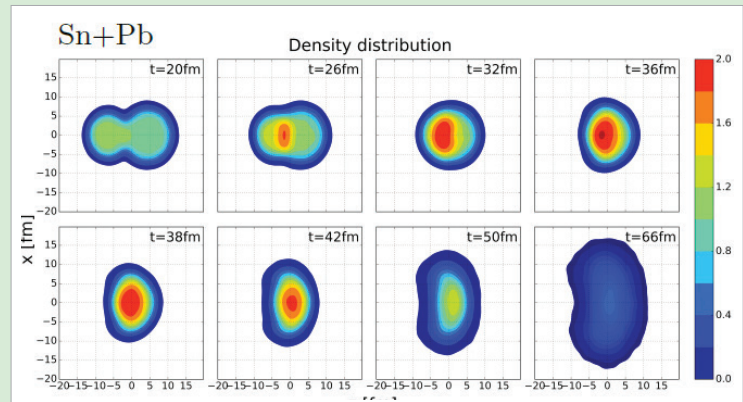 Sn+Pb
Density distribution
t=20fm
t=26fm
t=32fm
t=36fm
20
15
10
5
0
−5
−10
−15
−20
t=38fm
t=42fm
t=50fm
t=66fm
20
15
10
5
0
−5
−10
−15
−20
x [fm]
−20−15−10−5 0 5 10 15
−20−15−10−5 0 5 10 15
−20−15−10−5 0 5 10 15
−20−15−10−5 0 5 10 15
2.0
1.6
1.2
0.8
0.4
0.0